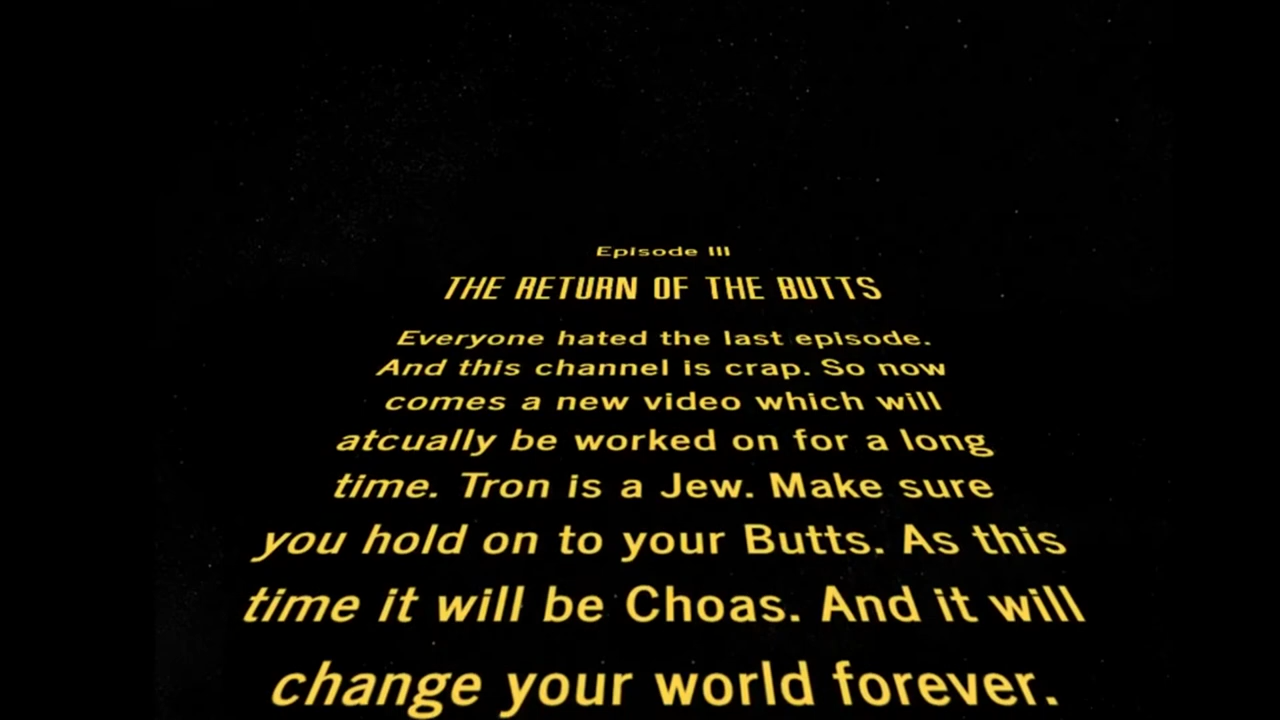 Episode III
THE RETURN OF THE BUTTS
Everyone hated the last episode.
And this channel is crap. So now
comes a new video which will
atcually be worked on for a long
time. Tron is a Jew. Make sure
you hold on to your Butts. As this
time it will be Choas. And it will
change your world forever.